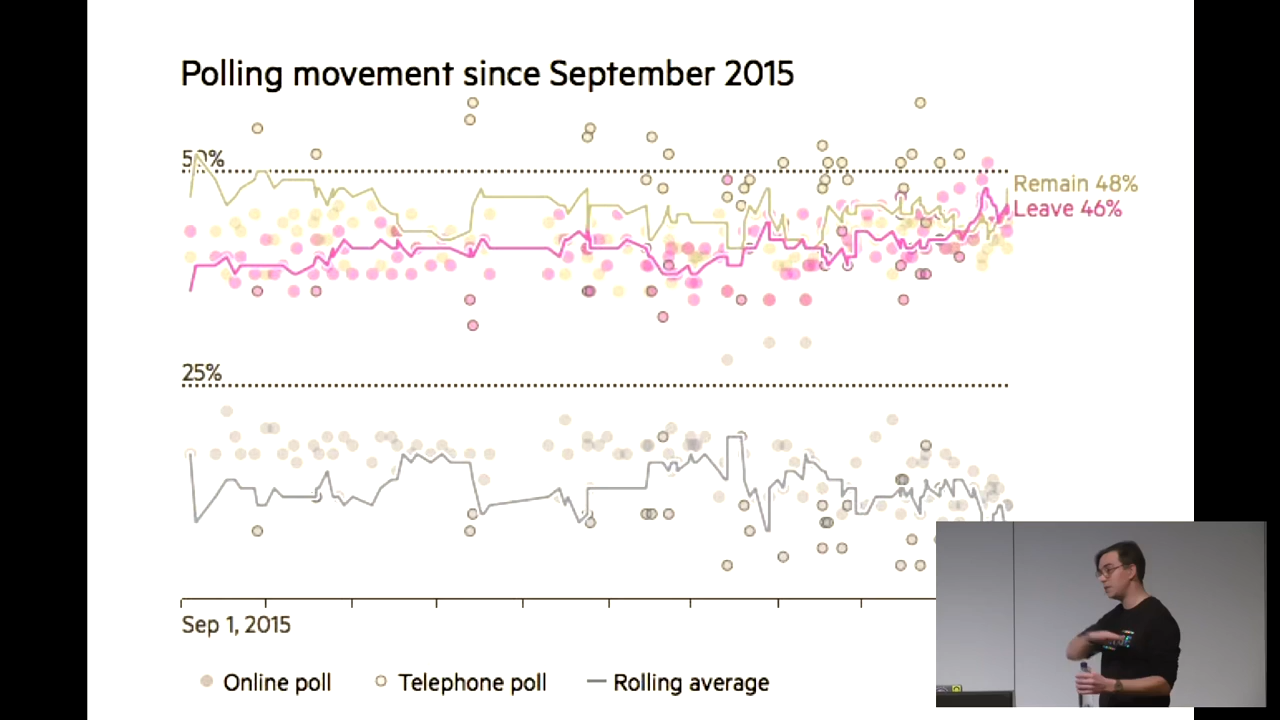 Polling movement since September 2015
50%
Remain 48%
Leave 46%
25%
Sep 1, 2015
Online poll
Telephone poll
Rolling average